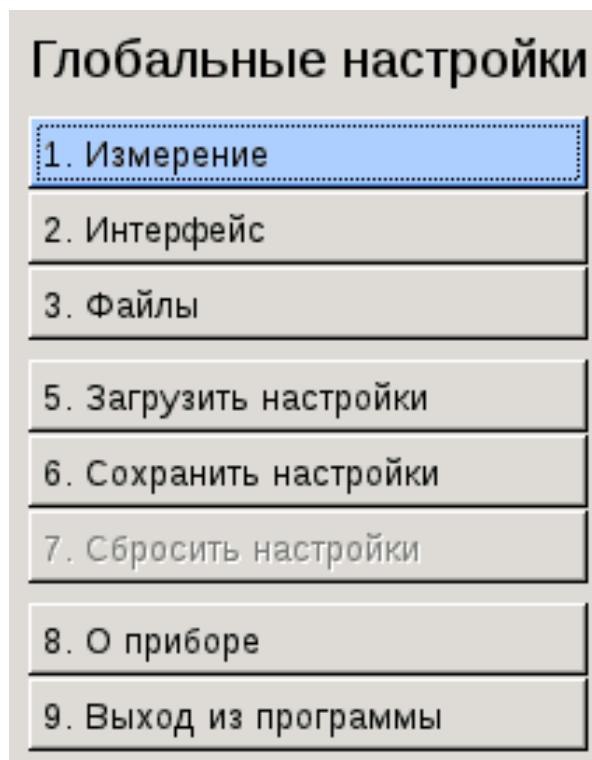 Глобальные настройки
1. Измерение
2. Интерфейс
3. Файлы
5. Загрузить настройки
6. Сохранить настройки
7. Сбросить настройки
8. О приборе
9. Выход из программы